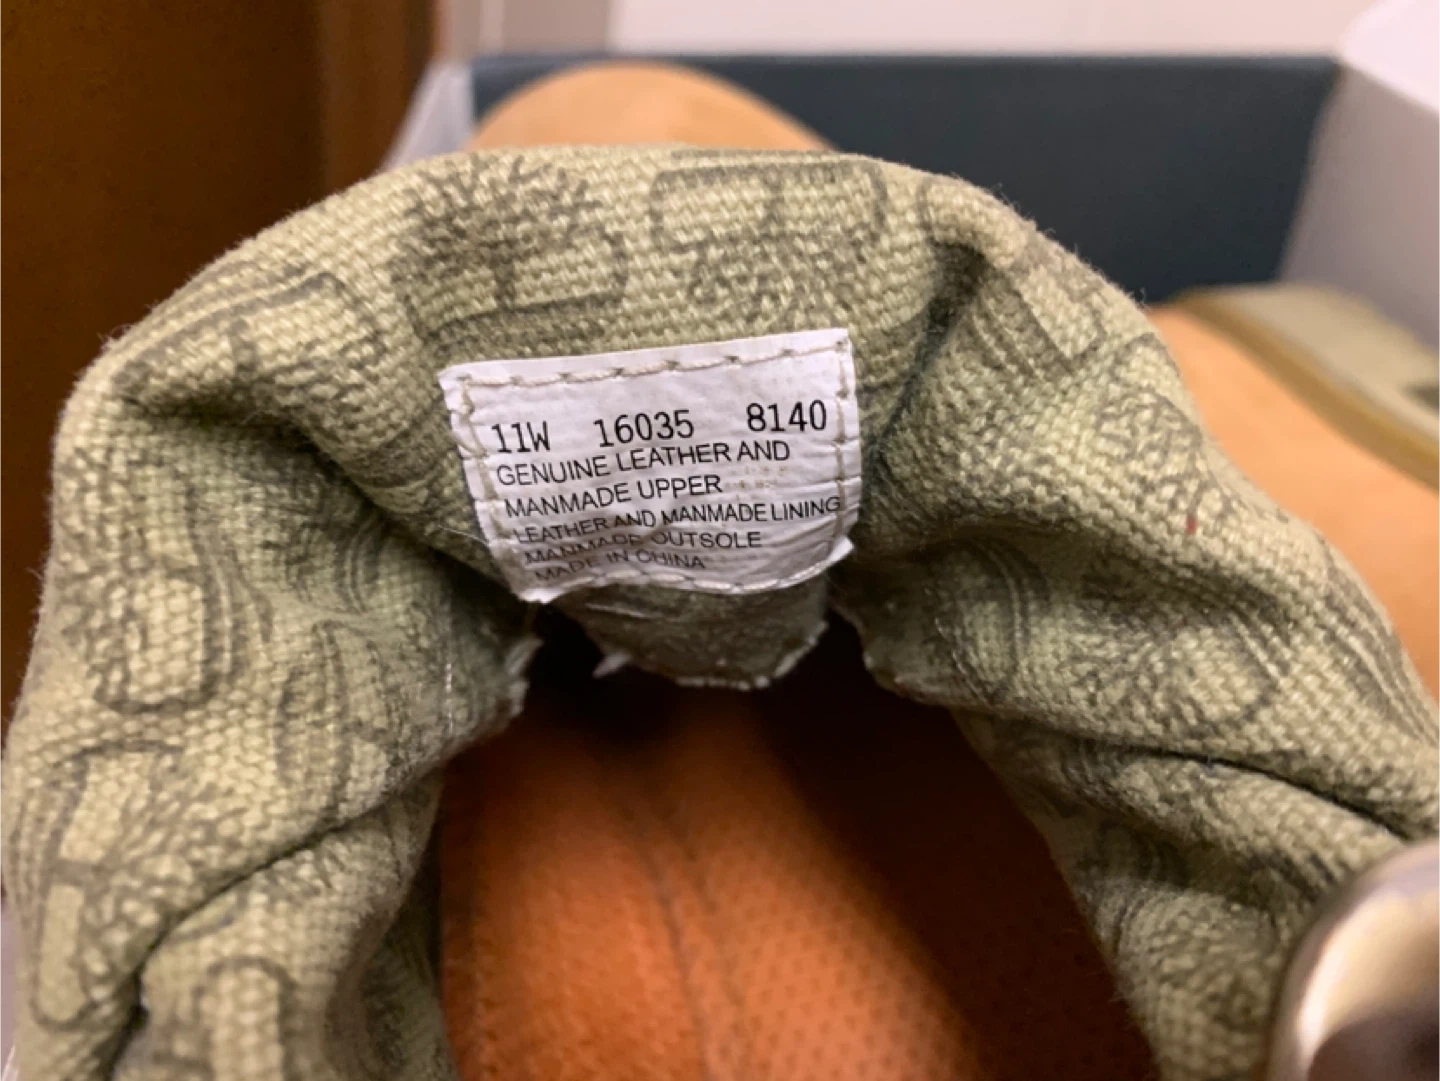 11W 16035 8140
GENUINE LEATHER AND
MANMADE UPPER
LEATHER AND MANMADE LINING
MANMADE OUTSOLE
MADE IN CHINA